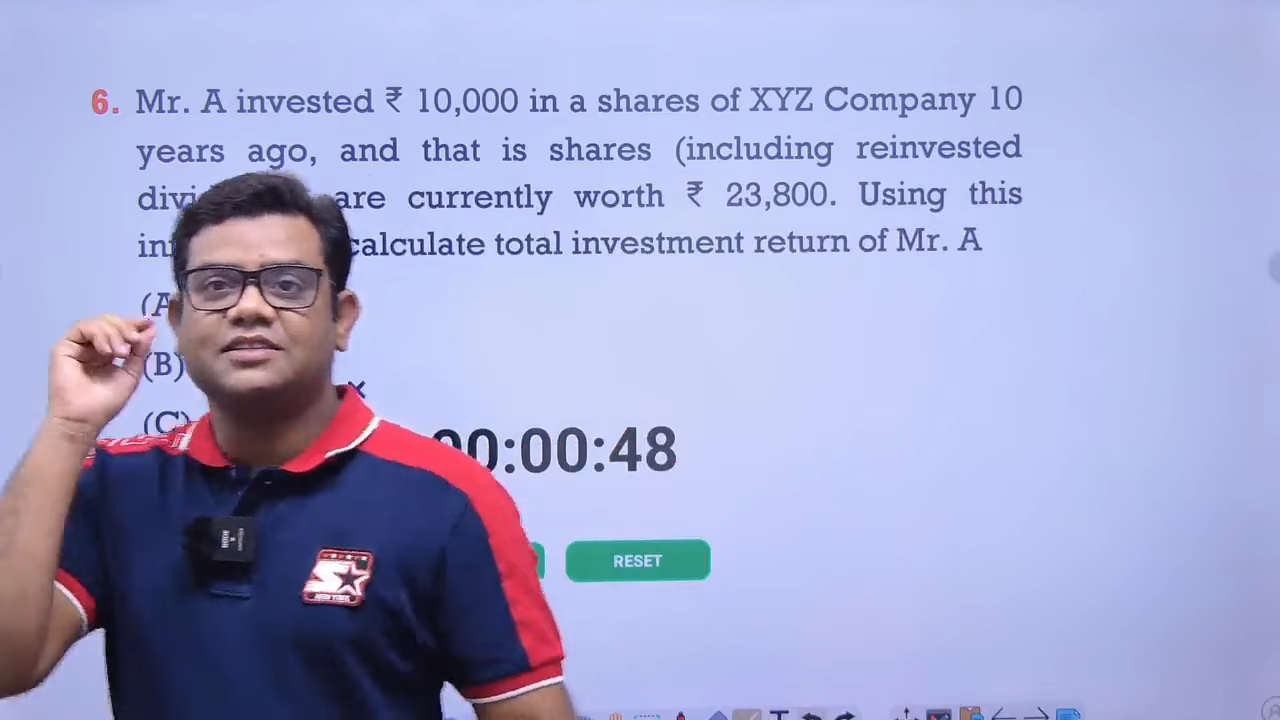 6. Mr. A invested ₹ 10,000 in a shares of XYZ Company 10
years ago, and that is shares (including reinvested
are currently worth ₹ 23,800. Using this
calculate total investment return of Mr. A
(A
(B)
(C)
00:00:48
RESET